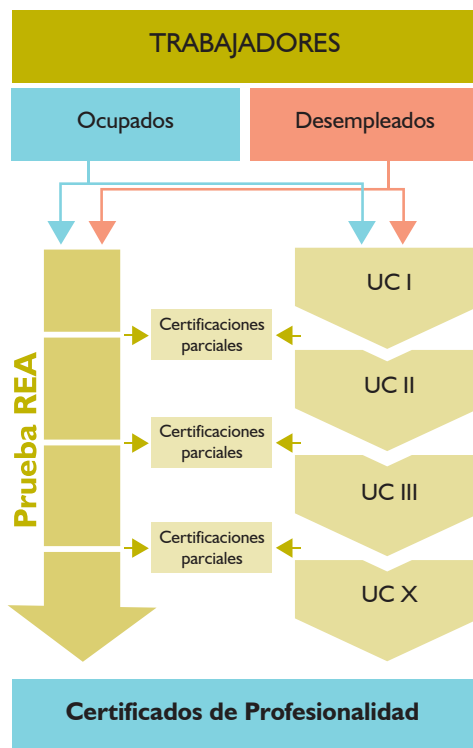 TRABAJADORES
Ocupados
Desempleados
Prueba REA
UC I
Certificaciones
parciales
UC II
Certificaciones
parciales
UC III
Certificaciones
parciales
UC X
Certificados de Profesionalidad